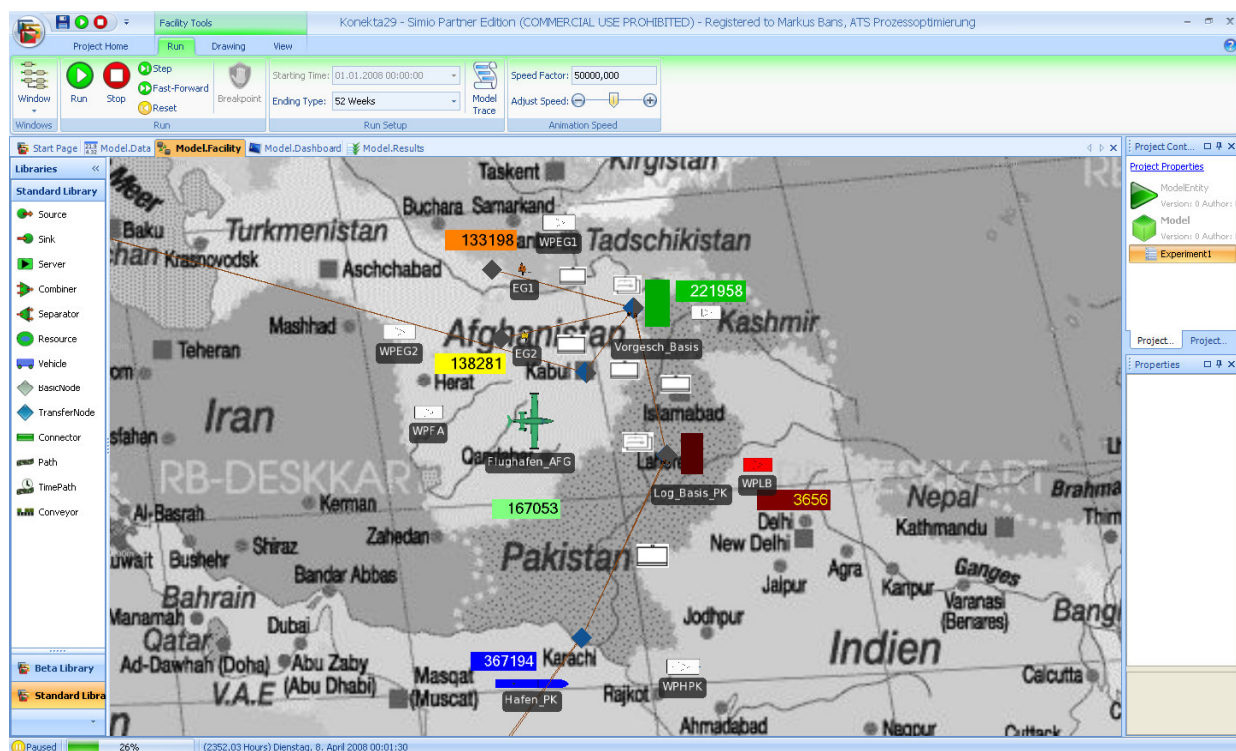 Facility Tools
Konekta29 - Simio Partner Edition (COMMERCIAL USE PROHIBITED) - Registered to Markus Bans, ATS Prozessoptimierung
Project Home Run Drawing View
Window
Run
Stop
Step
Fast-Forward
Reset
Breakpoint
Starting Time: 01.01.2008 00:00:00
Ending Type: 52 Weeks
Model Trace
Speed Factor: 50000,000
Adjust Speed:
Windows Run Run Setup Animation Speed
Start Page Model.Data Model.Facility Model.Dashboard Model.Results
Libraries
Standard Library
Source
Sink
Server
Combiner
Separator
Resource
Vehicle
BasicNode
TransferNode
Connector
Path
TimePath
Conveyor
Beta Library
Standard Libra
Meer
Taskent
Kirgistan
Buchara Samarkand
Baku
Turkmenistan
133198
WPEG1
Tadschikistan
Krasnovodsk
Aschchabad
EG1
221958
Mashhad
Afghanistan
Kashmir
WPEG2
EG2
Vorgesch_Basis
Teheran
138281
Kabul
Herat
Iran
WPFA
Islamabad
sfahan
Flughafen_AFG
RB-DESKKART
Log_Basis_PK
WPLB
3656
Nepal
Brahma
Kerman
167053
Al-Basrah
Zahedan
Delhi
New Delhi
Kathmandu
Thim
uwait
Bushehr
Shiraz
Pakistan
Agra
Ganges
Bandar Abbas
Jaipur
Kanpur
Varanasi
(Benares)
Bahrain
Manamah
Dubai
Jodhpur
Bang
Qatar
Indien
Ad-Dawhah (Doha)
Abu Zaby
(Abu Dhabi)
Masqat
(Muscat)
367194
Karachi
V.A.E
Hafen_PK
Rajkot
WPHPK
Calcutta
Ahmadabad
Nagpur
Cuttack
Project Cont...
Project Properties
ModelEntity
Version: 0 Author:
Model
Version: 0 Author:
Experiment1
Project... Project...
Properties
Paused 26% (2352,03 Hours) Dienstag, 8. April 2008 00:01:30